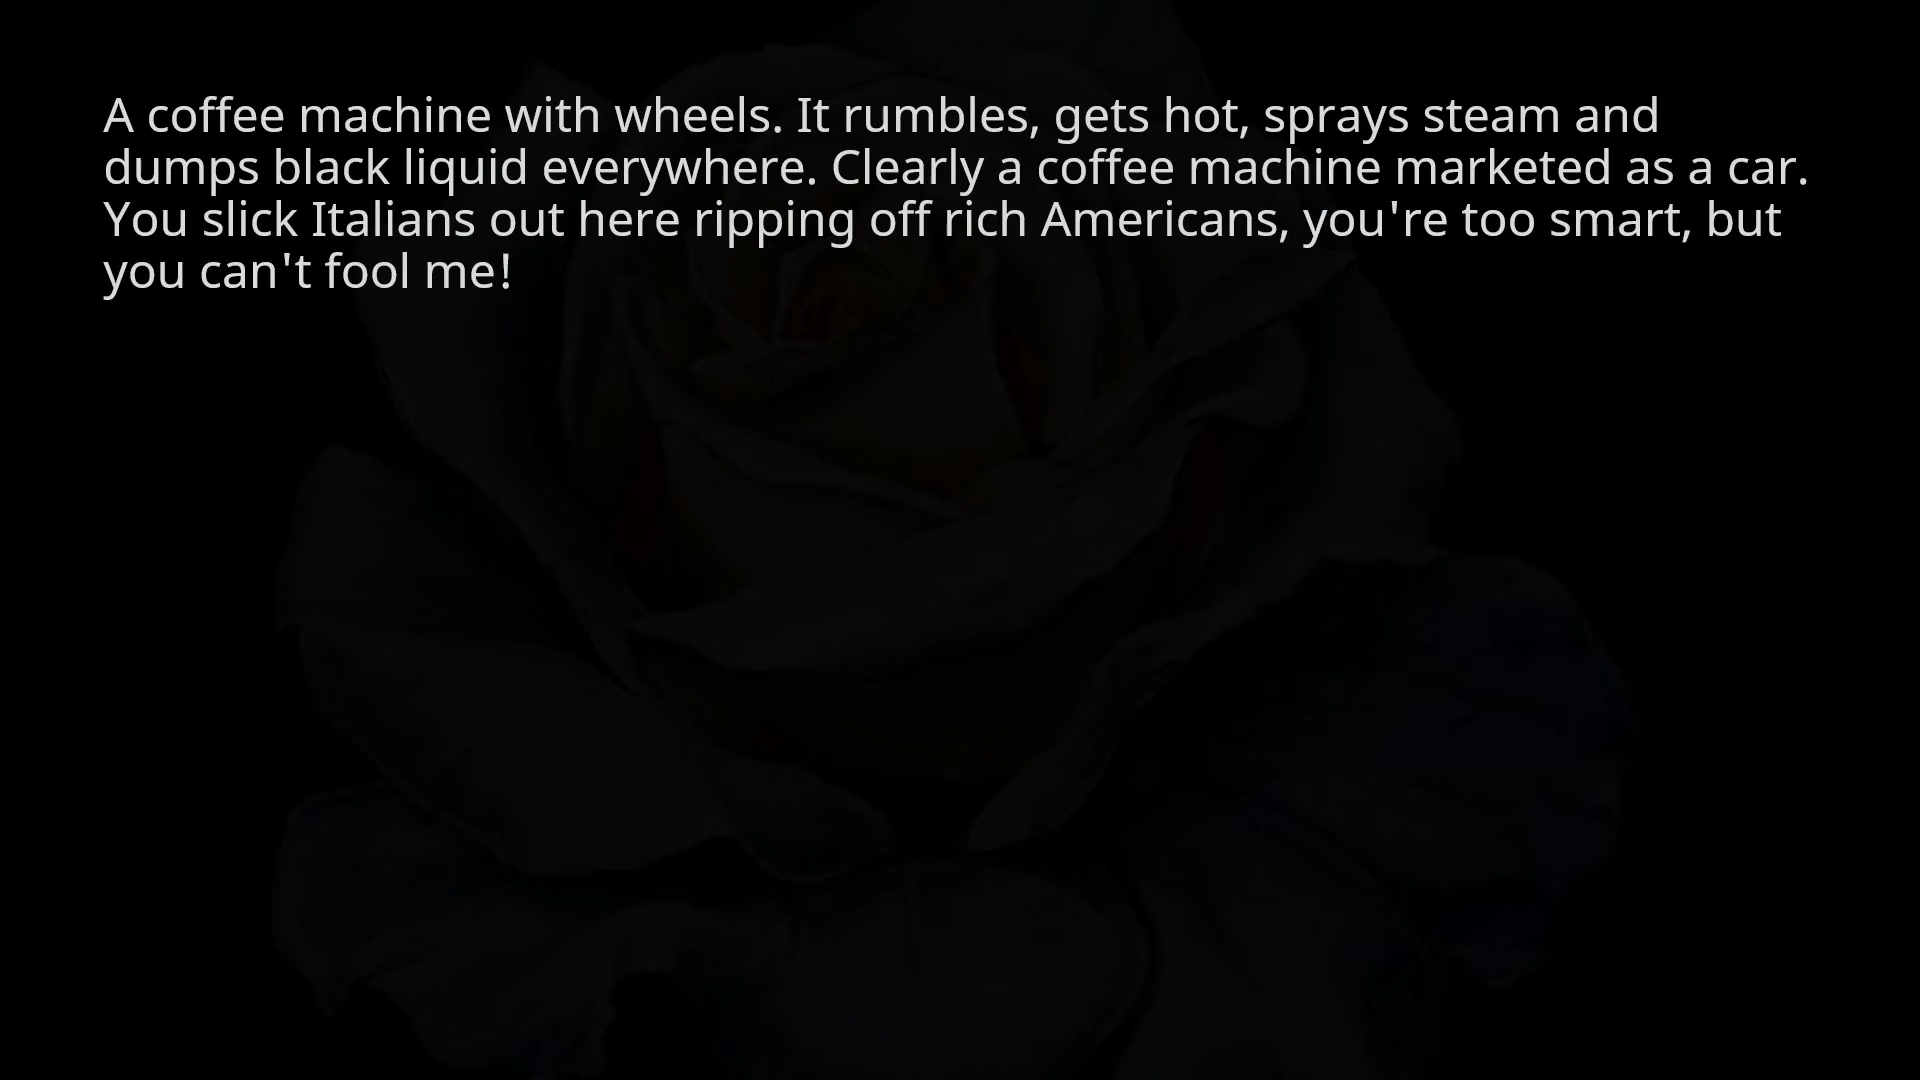 A coffee machine with wheels. It rumbles, gets hot, sprays steam and
dumps black liquid everywhere. Clearly a coffee machine marketed as a car.
You slick Italians out here ripping off rich Americans, you're too smart, but
you can't fool me!